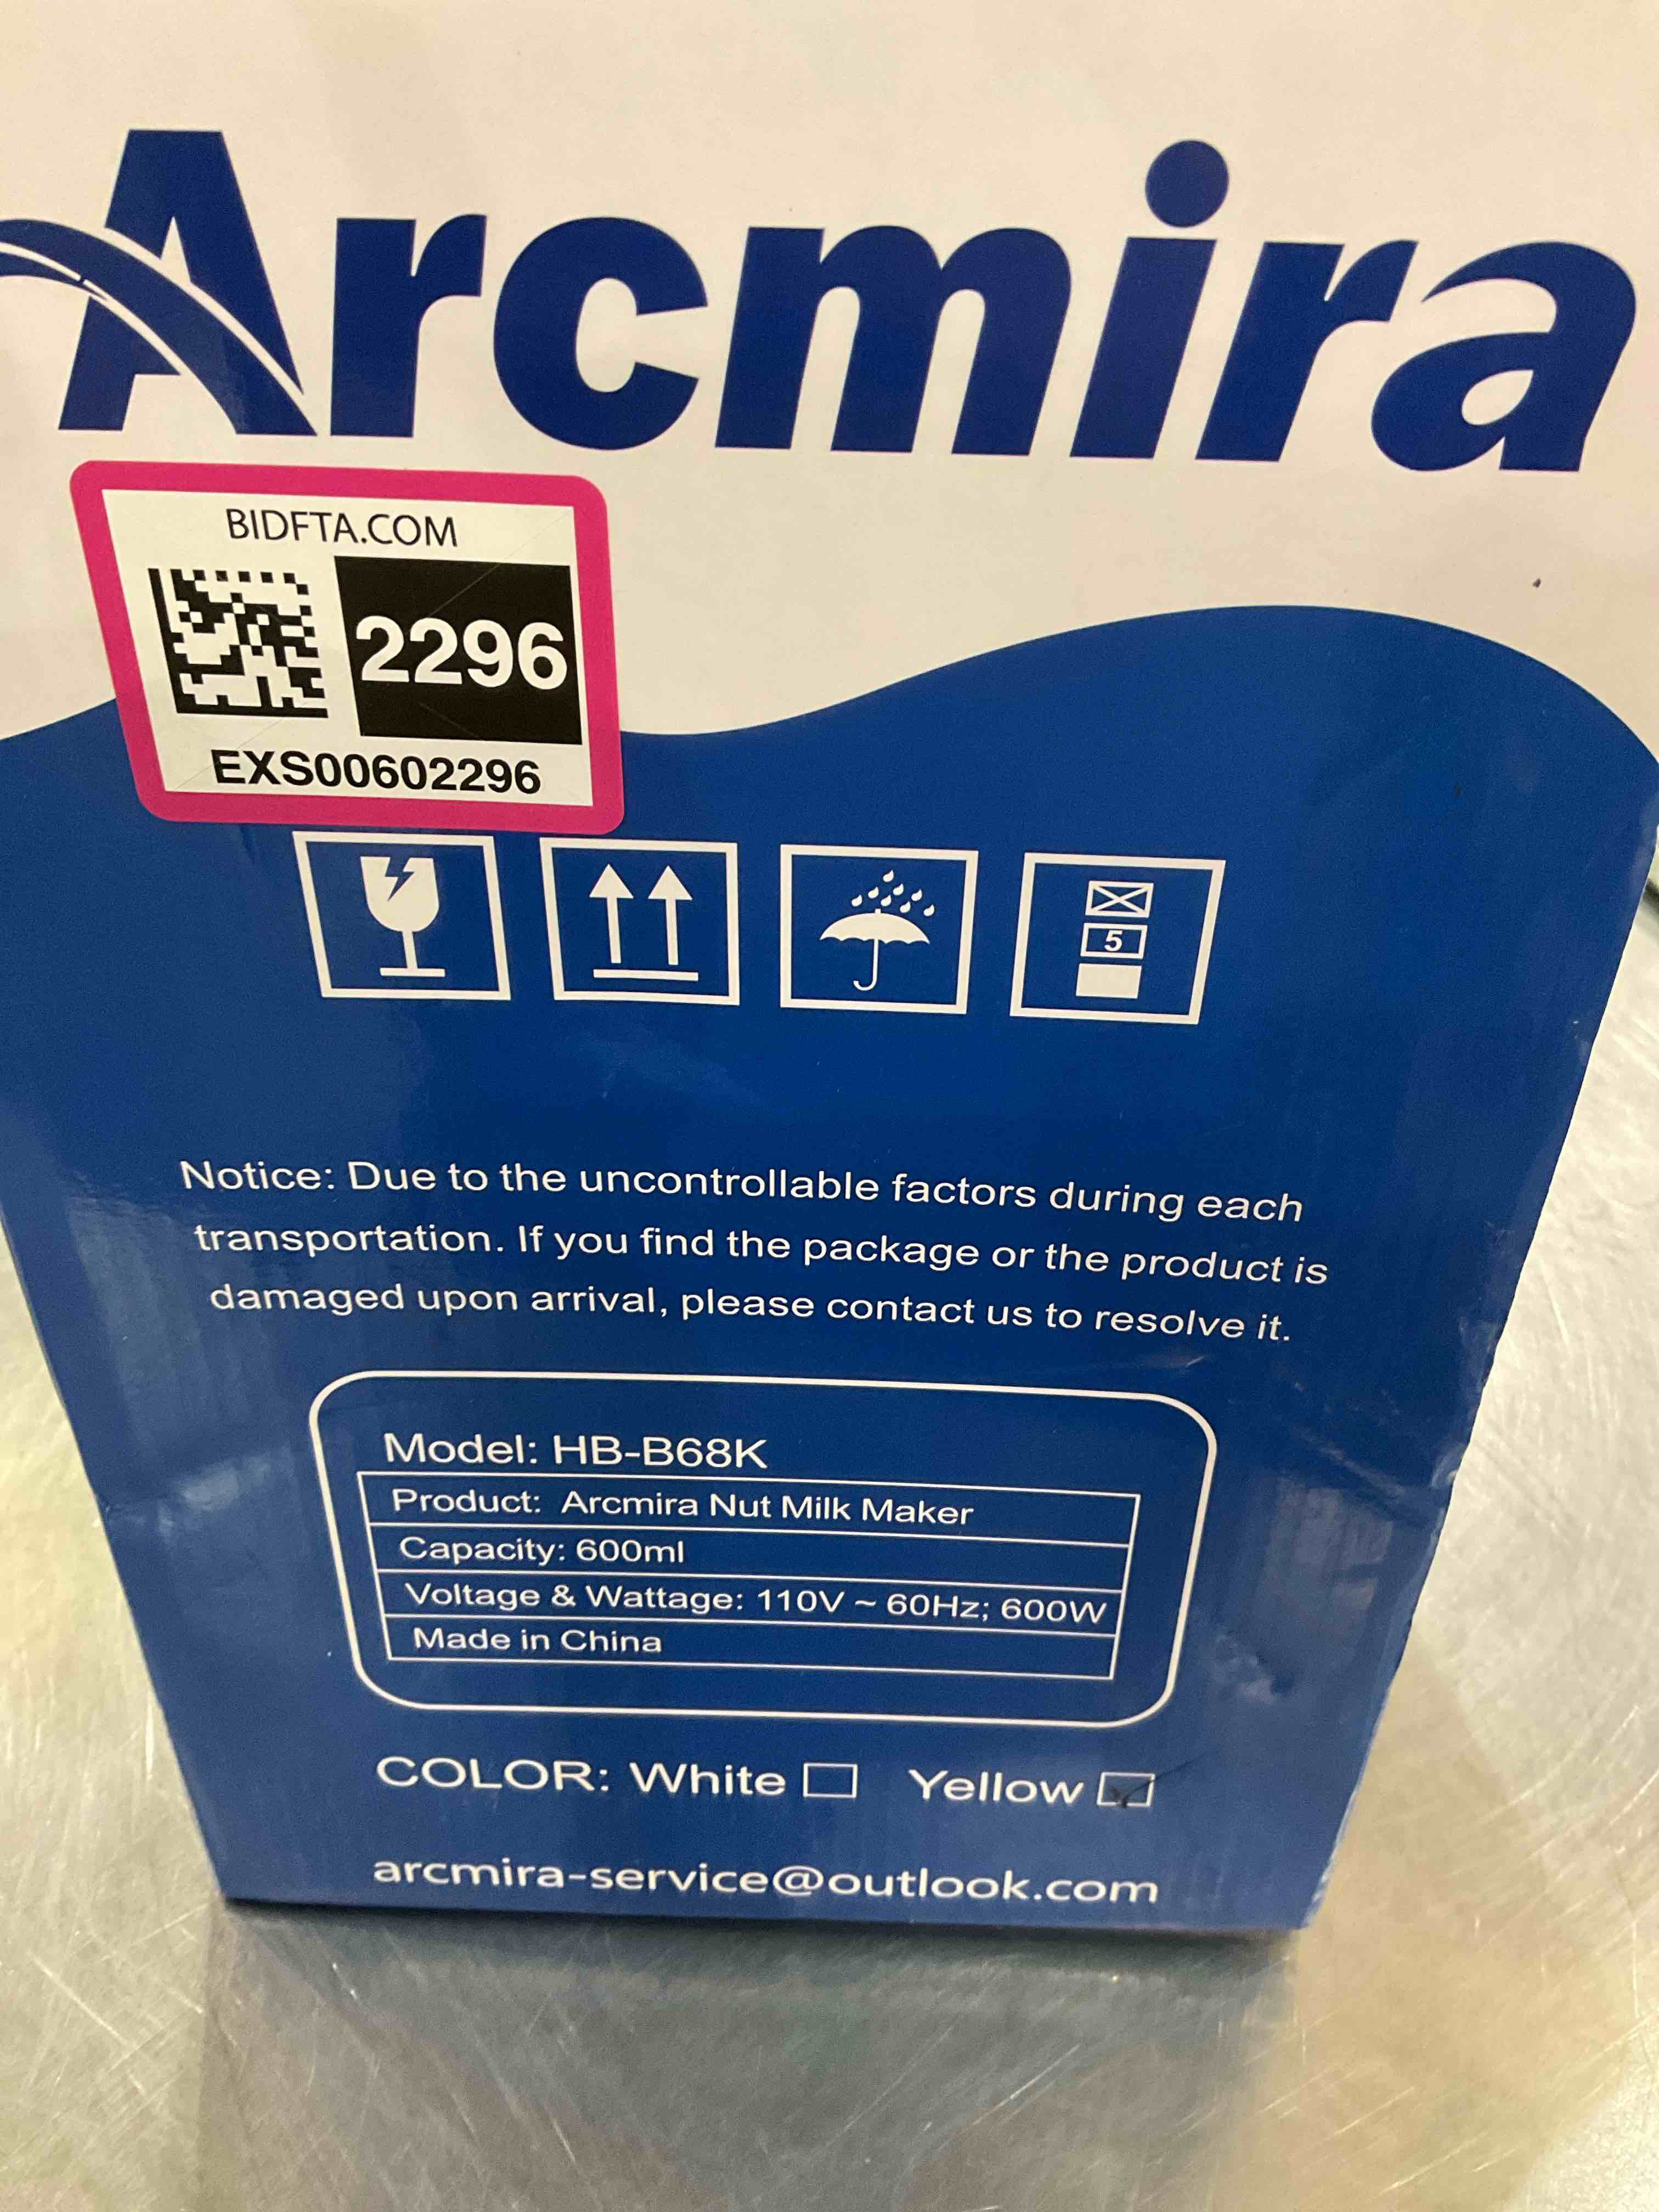 Arcmira
BIDFTA.COM
2296
EXS00602296
5
Notice: Due to the uncontrollable factors during each
transportation. If you find the package or the product is
damaged upon arrival, please contact us to resolve it.
Model: HB-B68K
Product: Arcmira Nut Milk Maker
Capacity: 600ml
Voltage & Wattage: 110V ~ 60Hz; 600W
Made in China
COLOR: White Yellow
arcmira-service@outlook.com